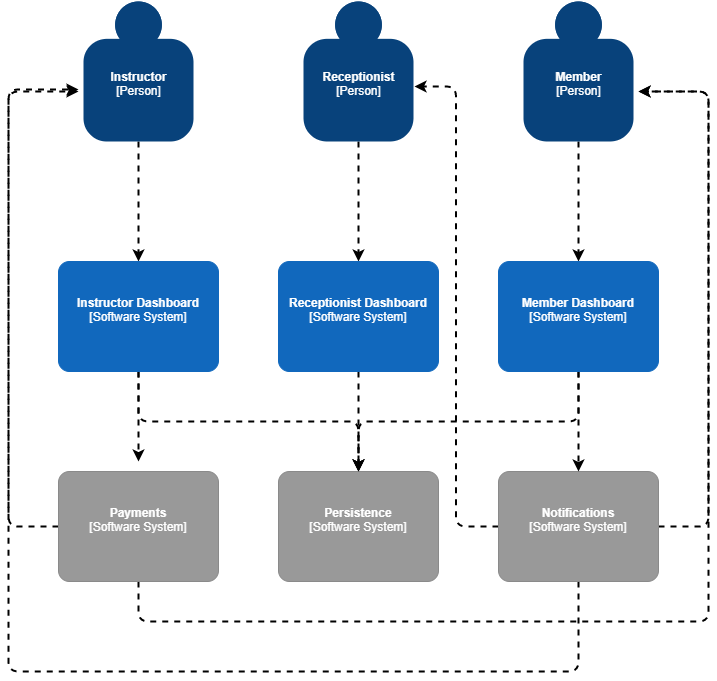 Instructor
[Person]
Receptionist
[Person]
Member
[Person]
Instructor Dashboard
[Software System]
Receptionist Dashboard
[Software System]
Member Dashboard
[Software System]
Payments
[Software System]
Persistence
[Software System]
Notifications
[Software System]